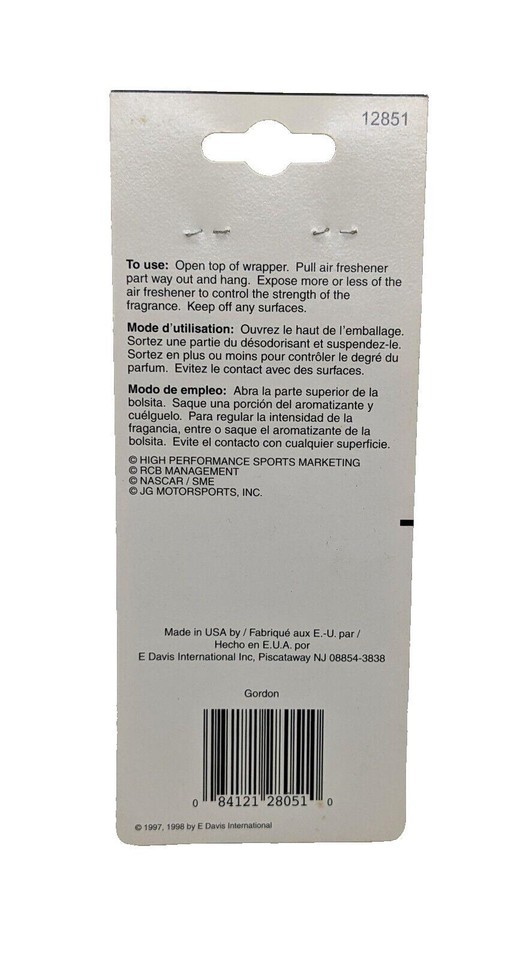 12851
To use: Open top of wrapper. Pull air freshener
part way out and hang. Expose more or less of the
air freshener to control the strength of the
fragrance. Keep off any surfaces.
Mode d'utilisation: Ouvrez le haut de l'emballage.
Sortez une partie du désodorisant et suspendez-le.
Sortez en plus ou moins pour contrôler le degré du
parfum. Evitez le contact avec des surfaces.
Modo de empleo: Abra la parte superior de la
bolsita. Saque una porción del aromatizante y
cuélguelo. Para regular la intensidad de la
fragancia, entre o saque el aromatizante de la
bolsita. Evite el contacto con cualquier superficie.
© HIGH PERFORMANCE SPORTS MARKETING
© RCB MANAGEMENT
© NASCAR / SME
© JG MOTORSPORTS, INC.
Made in USA by / Fabriqué aux E.-U. par /
Hecho en E.U.A. por
E Davis International Inc, Piscataway NJ 08854-3838
Gordon
0 84121 28051 0
© 1997, 1998 by E Davis International